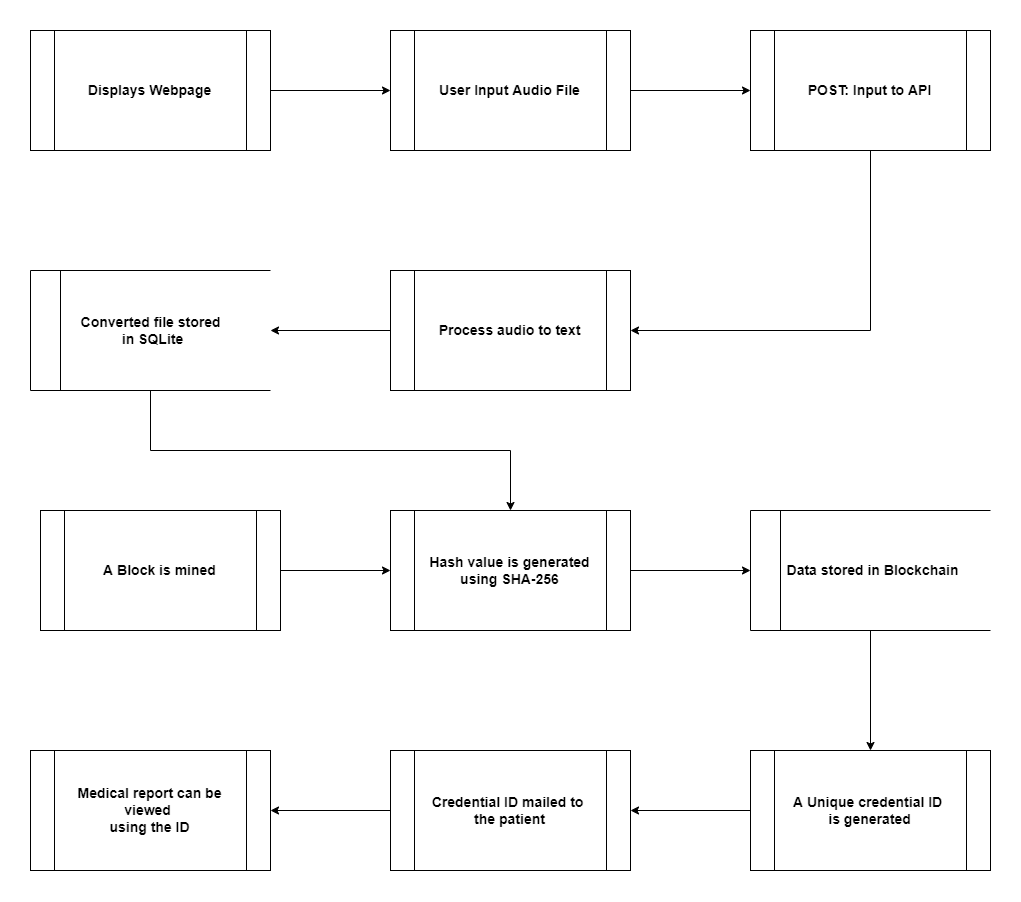 Displays Webpage
User Input Audio File
POST: Input to API
Converted file stored
in SQLite
Process audio to text
A Block is mined
Hash value is generated
using SHA-256
Data stored in Blockchain
Medical report can be
viewed
using the ID
Credential ID mailed to
the patient
A Unique credential ID
is generated